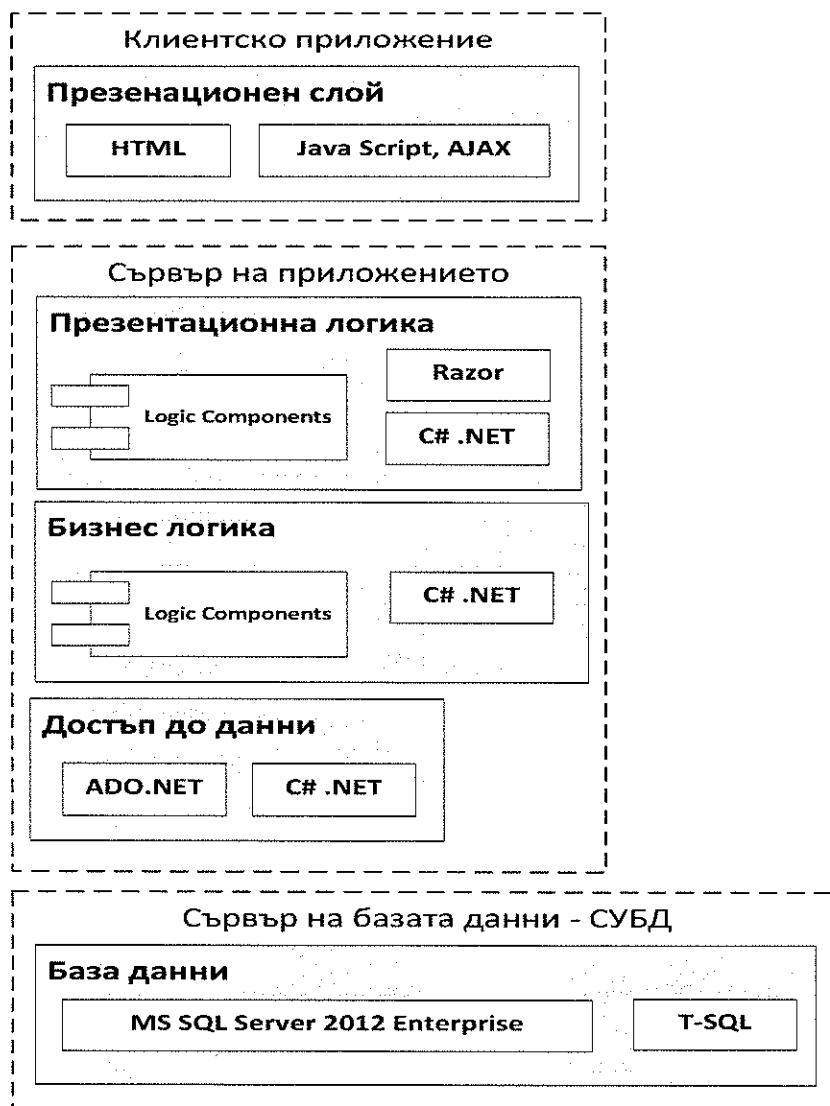 Клиентско приложение
Презенационен слой
HTML
Java Script, AJAX
Сървър на приложението
Презентационна логика
Razor
Logic Components
C# .NET
Бизнес логика
C# .NET
Logic Components
Достъп до данни
ADO.NET
C# .NET
Сървър на базата данни - СУБД
База данни
MS SQL Server 2012 Enterprise
T-SQL